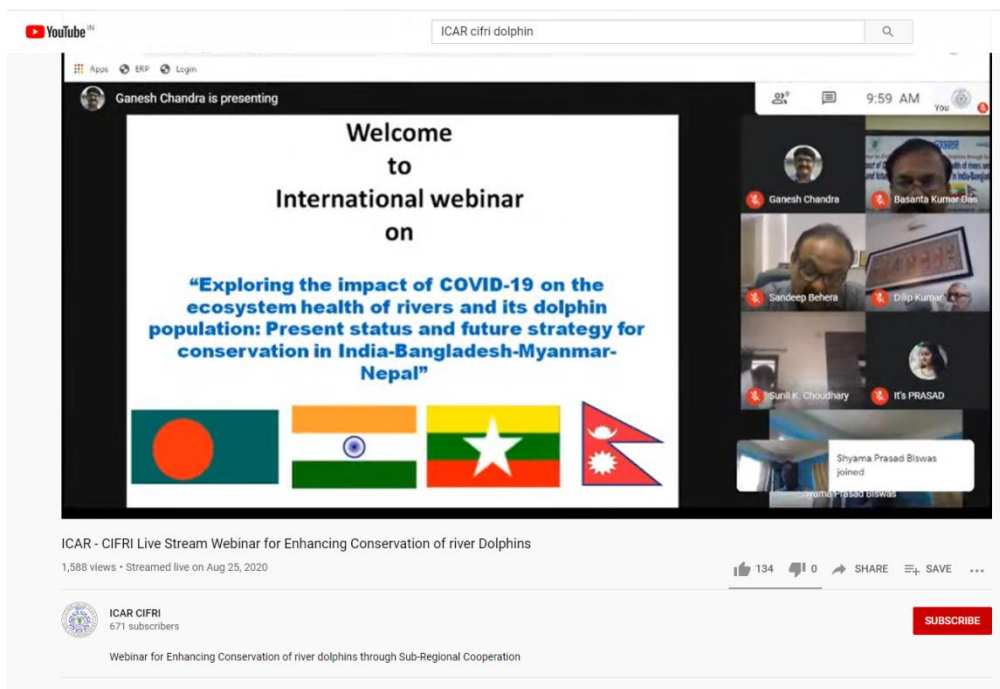 YouTube IN
ICAR cifri dolphin
Apps ERP Login
Ganesh Chandra is presenting
9:59 AM
You
Welcome
to
International webinar
on
“Exploring the impact of COVID-19 on the
ecosystem health of rivers and its dolphin
population: Present status and future strategy for
conservation in India-Bangladesh-Myanmar-
Nepal”
Ganesh Chandra
Basanta Kumar Das
Sandeep Behera
Dilip Kumar
Sunil K. Choudhary
It's PRASAD
Shyama Prasad Biswas
joined
Shyama Prasad Biswas
ICAR - CIFRI Live Stream Webinar for Enhancing Conservation of river Dolphins
1,588 views • Streamed live on Aug 25, 2020
134 0 SHARE SAVE
ICAR CIFRI
671 subscribers
SUBSCRIBE
Webinar for Enhancing Conservation of river dolphins through Sub-Regional Cooperation